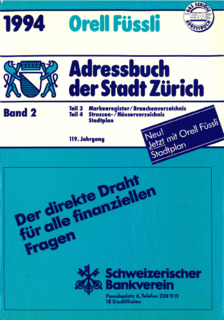 1994 Orell Füssli
Adressbuch
der Stadt Zürich
Band 2
Teil 3 Markenregister/Branchenverzeichnis
Teil 4 Strassen-/Häuserverzeichnis
Stadtplan
119. Jahrgang
Neu!
Jetzt mit Orell Füssli
Stadtplan
Der direkte Draht
für alle finanziellen
Fragen
Schweizerischer
Bankverein
Paradeplatz 6, Telefon 223 11 11
18 Stadtfilialen